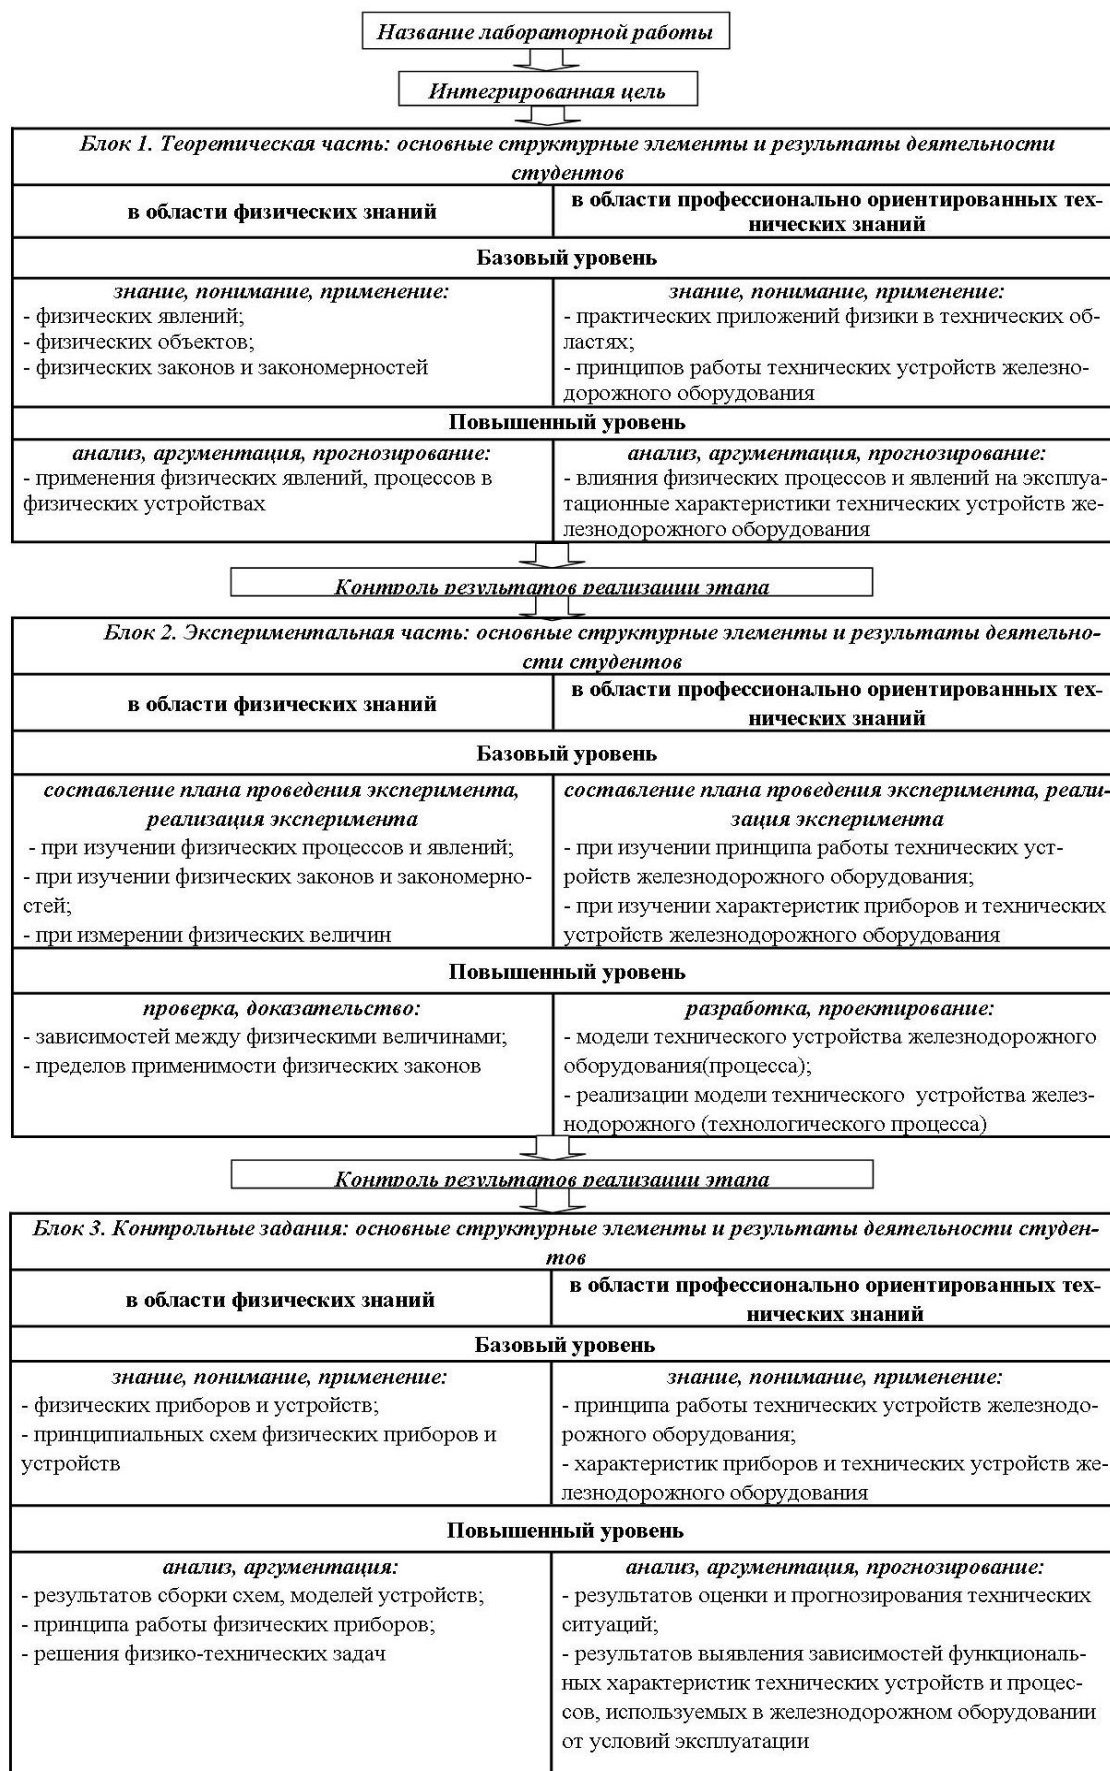 Название лабораторной работы
Интегрированная цель
Блок 1. Теоретическая часть: основные структурные элементы и результаты деятельности
студентов
в области физических знаний
в области профессионально ориентированных тех-
нических знаний
Базовый уровень
знание, понимание, применение:
- физических явлений;
- физических объектов;
- физических законов и закономерностей
знание, понимание, применение:
- практических приложений физики в технических об-
ластях;
- принципов работы технических устройств железно-
дорожного оборудования
Повышенный уровень
анализ, аргументация, прогнозирование:
- применения физических явлений, процессов в
физических устройствах
анализ, аргументация, прогнозирование:
- влияния физических процессов и явлений на эксплуа-
тационные характеристики технических устройств же-
лезнодорожного оборудования
Контроль результатов реализации этапа
Блок 2. Экспериментальная часть: основные структурные элементы и результаты деятельно-
сти студентов
в области физических знаний
в области профессионально ориентированных тех-
нических знаний
Базовый уровень
составление плана проведения эксперимента,
реализация эксперимента
- при изучении физических процессов и явлений;
- при изучении физических законов и закономерно-
стей;
- при измерении физических величин
составление плана проведения эксперимента, реали-
зация эксперимента
- при изучении принципа работы технических уст-
ройств железнодорожного оборудования;
- при изучении характеристик приборов и технических
устройств железнодорожного оборудования
Повышенный уровень
проверка, доказательство:
- зависимостей между физическими величинами;
- пределов применимости физических законов
разработка, проектирование:
- модели технического устройства железнодорожного
оборудования(процесса);
- реализации модели технического устройства желез-
нодорожного (технологического процесса)
Контроль результатов реализации этапа
Блок 3. Контрольные задания: основные структурные элементы и результаты деятельности студен-
тов
в области физических знаний
в области профессионально ориентированных тех-
нических знаний
Базовый уровень
знание, понимание, применение:
- физических приборов и устройств;
- принципиальных схем физических приборов и
устройств
знание, понимание, применение:
- принципа работы технических устройств железнодо-
рожного оборудования;
- характеристик приборов и технических устройств же-
лезнодорожного оборудования
Повышенный уровень
анализ, аргументация:
- результатов сборки схем, моделей устройств;
- принципа работы физических приборов;
- решения физико-технических задач
анализ, аргументация, прогнозирование:
- результатов оценки и прогнозирования технических
ситуаций;
- результатов выявления зависимостей функциональ-
ных характеристик технических устройств и процес-
сов, используемых в железнодорожном оборудовании
от условий эксплуатации